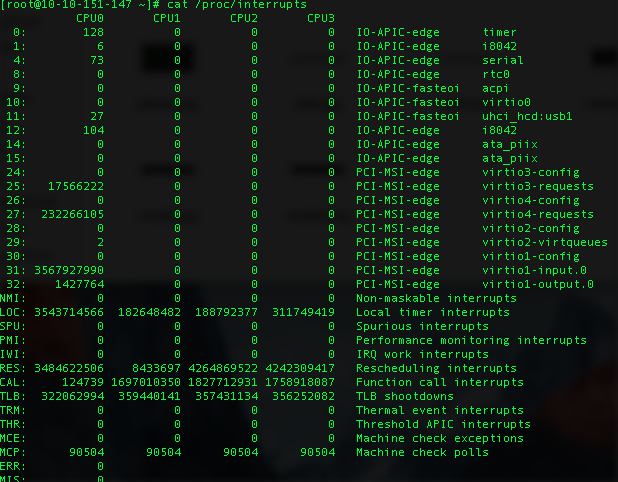 [root@10-10-151-147 ~]# cat /proc/interrupts
           CPU0       CPU1       CPU2       CPU3
  0:        128          0          0          0   IO-APIC-edge      timer
  1:          6          0          0          0   IO-APIC-edge      i8042
  4:         73          0          0          0   IO-APIC-edge      serial
  8:          0          0          0          0   IO-APIC-edge      rtc0
  9:          0          0          0          0   IO-APIC-fasteoi   acpi
 10:          0          0          0          0   IO-APIC-fasteoi   virtio0
 11:         27          0          0          0   IO-APIC-fasteoi   uhci_hcd:usb1
 12:        104          0          0          0   IO-APIC-edge      i8042
 14:          0          0          0          0   IO-APIC-edge      ata_piix
 15:          0          0          0          0   IO-APIC-edge      ata_piix
 24:          0          0          0          0   PCI-MSI-edge      virtio3-config
 25:   17566222          0          0          0   PCI-MSI-edge      virtio3-requests
 26:          0          0          0          0   PCI-MSI-edge      virtio4-config
 27:  232266105          0          0          0   PCI-MSI-edge      virtio4-requests
 28:          0          0          0          0   PCI-MSI-edge      virtio2-config
 29:          2          0          0          0   PCI-MSI-edge      virtio2-virtqueues
 30:          0          0          0          0   PCI-MSI-edge      virtio1-config
 31: 3567927990          0          0          0   PCI-MSI-edge      virtio1-input.0
 32:    1427764          0          0          0   PCI-MSI-edge      virtio1-output.0
NMI:          0          0          0          0   Non-maskable interrupts
LOC: 3543714566  182648482  188792377  311749419   Local timer interrupts
SPU:          0          0          0          0   Spurious interrupts
PMI:          0          0          0          0   Performance monitoring interrupts
IWI:          0          0          0          0   IRQ work interrupts
RES: 3484622506    8433697 4264869522 4242309417   Rescheduling interrupts
CAL:     124739 1697010350 1827712931 1758918087   Function call interrupts
TLB:  322062994  359440141  357431134  356252082   TLB shootdowns
TRM:          0          0          0          0   Thermal event interrupts
THR:          0          0          0          0   Threshold APIC interrupts
MCE:          0          0          0          0   Machine check exceptions
MCP:      90504      90504      90504      90504   Machine check polls
ERR:          0
MIS:          0